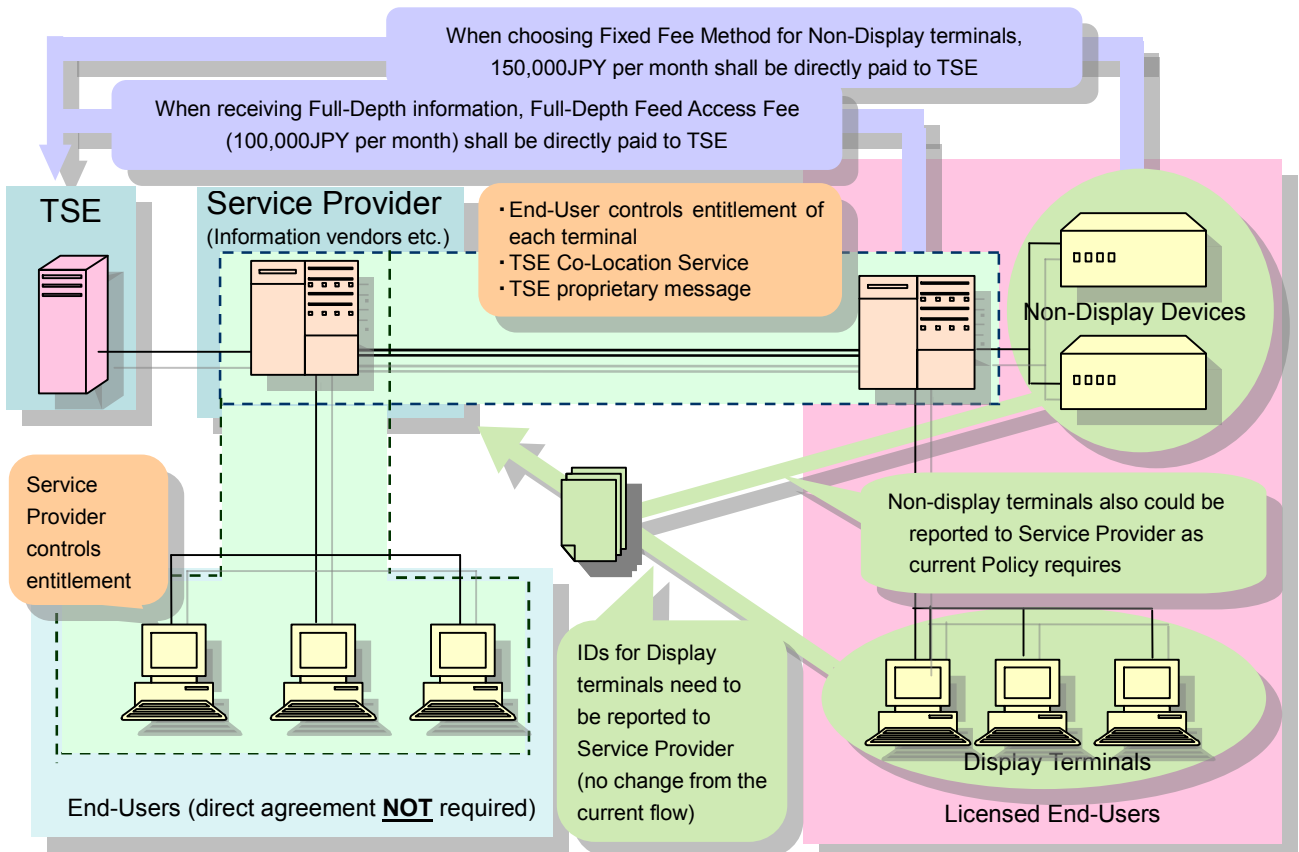 When choosing Fixed Fee Method for Non-Display terminals,
150,000JPY per month shall be directly paid to TSE
When receiving Full-Depth information, Full-Depth Feed Access Fee
(100,000JPY per month) shall be directly paid to TSE
TSE
Service Provider
(Information vendors etc.)
・End-User controls entitlement of
each terminal
・TSE Co-Location Service
・TSE proprietary message
Non-Display Devices
Service
Provider
controls
entitlement
Non-display terminals also could be
reported to Service Provider as
current Policy requires
IDs for Display
terminals need to
be reported to
Service Provider
(no change from the
current flow)
Display Terminals
End-Users (direct agreement NOT required)
Licensed End-Users